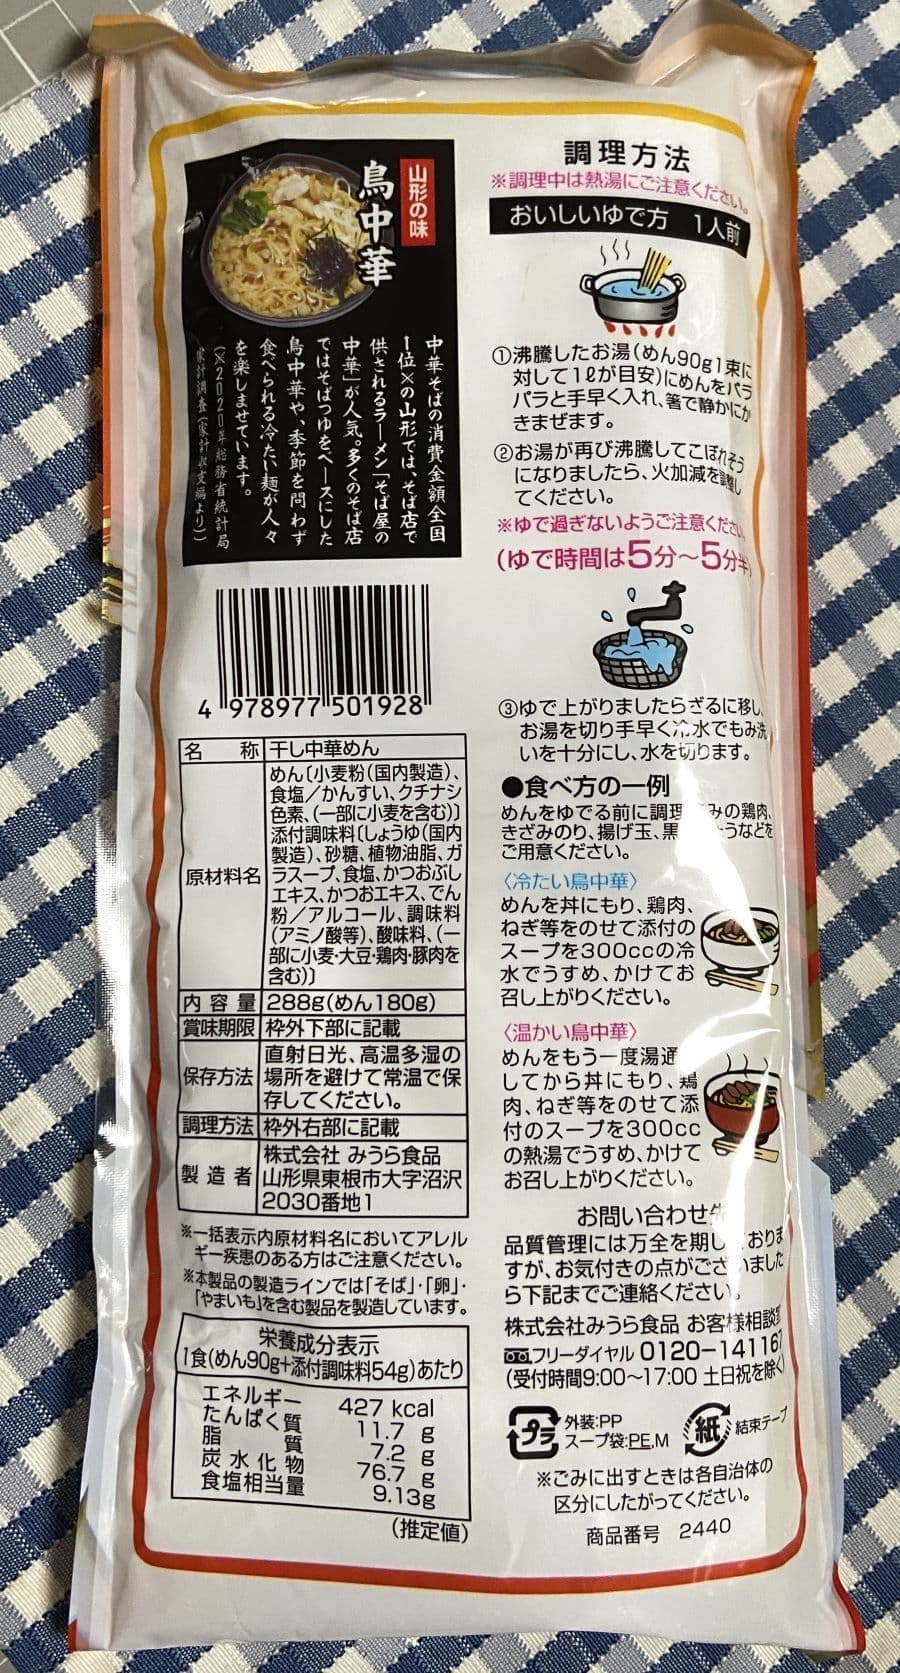 山形の味
鳥中華
中華そばの消費金額全国
1位※の山形では、そば店で
供されるラーメン「そば屋の
中華」が人気。多くのそば店
ではそばつゆをベースにした
鳥中華や、季節を問わず
食べられる冷たい麺が人々
を楽しませています。
(※2020年総務省統計局
家計調査(家計収支編より))
4 978977 501928
名 称 干し中華めん
原材料名
めん〔小麦粉(国内製造)、
食塩/かんすい、クチナシ
色素、(一部に小麦を含む)〕
添付調味料〔しょうゆ(国内
製造)、砂糖、植物油脂、ガ
ラスープ、食塩、かつおぶし
エキス、かつおエキス、でん
粉/アルコール、調味料
(アミノ酸等)、酸味料、(一
部に小麦・大豆・鶏肉・豚肉を
含む)〕
内容量 288g(めん180g)
賞味期限 枠外下部に記載
保存方法
直射日光、高温多湿の
場所を避けて常温で保
存してください。
調理方法 枠外右部に記載
製造者
株式会社 みうら食品
山形県東根市大字沼沢
2030番地1
※一括表示内原材料名においてアレル
ギー疾患のある方はご注意ください。
※本製品の製造ラインでは「そば」・「卵」・
「やまいも」を含む製品を製造しています。
栄養成分表示
1食(めん90g+添付調味料54g)あたり
エネルギー 427 kcal
たんぱく質 11.7 g
脂質 7.2 g
炭水化物 76.7 g
食塩相当量 9.13g
(推定値)
調理方法
※調理中は熱湯にご注意ください。
おいしいゆで方 1人前
①沸騰したお湯(めん90g1束に
対して1ℓが目安)にめんをバラ
パラと手早く入れ、箸で静かにか
きまぜます。
②お湯が再び沸騰してこぼれそう
になりましたら、火加減を調整し
てください。
※ゆで過ぎないようご注意ください
(ゆで時間は5分〜5分半)
③ゆで上がりましたらざるに移し、
お湯を切り手早く冷水でもみ洗
いを十分にし、水を切ります。
●食べ方の一例
めんをゆでる前に調理 みの鶏肉、
きざみのり、揚げ玉、黒 うなどを
ご用意ください。
〈冷たい鳥中華〉
めんを丼にもり、鶏肉、
ねぎ等をのせて添付の
スープを300ccの冷
水でうすめ、かけてお
召し上がりください。
〈温かい鳥中華〉
めんをもう一度湯通
してから丼にもり、鶏
肉、ねぎ等をのせて添
付のスープを300cc
の熱湯でうすめ、かけて
お召し上がりください。
お問い合わせ先
品質管理には万全を期し おりま
すが、お気付きの点がございました
ら下記までご連絡ください。
株式会社みうら食品 お客様相談室
フリーダイヤル 0120-141167
(受付時間9:00〜17:00 土日祝を除く)
プラ 外装:PP
スープ袋:PE,M
紙 結束テープ
※ごみに出すときは各自治体の
区分にしたがってください。
商品番号 2440